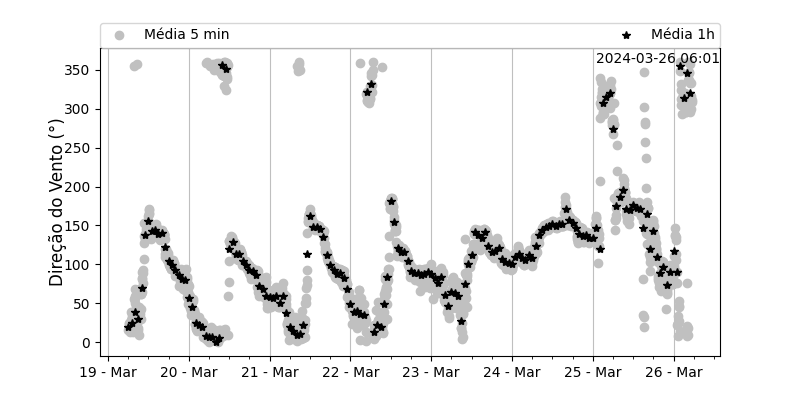 Média 5 min
Média 1h
2024-03-26 06:01
Direção do Vento (°)
350
300
250
200
150
100
50
0
19 - Mar
20 - Mar
21 - Mar
22 - Mar
23 - Mar
24 - Mar
25 - Mar
26 - Mar